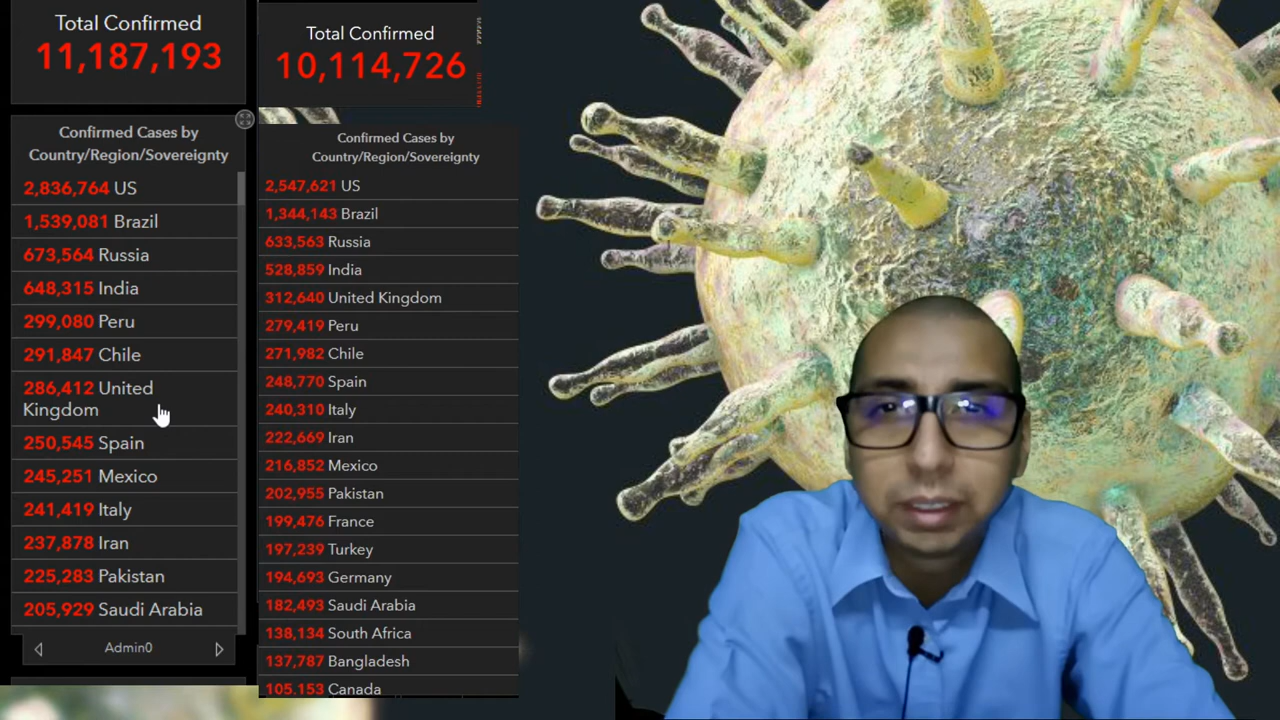 Total Confirmed
11,187,193
Confirmed Cases by
Country/Region/Sovereignty
2,836,764 US
1,539,081 Brazil
673,564 Russia
648,315 India
299,080 Peru
291,847 Chile
286,412 United
Kingdom
250,545 Spain
245,251 Mexico
241,419 Italy
237,878 Iran
225,283 Pakistan
205,929 Saudi Arabia
Admin0
Total Confirmed
10,114,726
Confirmed Cases by
Country/Region/Sovereignty
2,547,621 US
1,344,143 Brazil
633,563 Russia
528,859 India
312,640 United Kingdom
279,419 Peru
271,982 Chile
248,770 Spain
240,310 Italy
222,669 Iran
216,852 Mexico
202,955 Pakistan
199,476 France
197,239 Turkey
194,693 Germany
182,493 Saudi Arabia
138,134 South Africa
137,787 Bangladesh
105,153 Canada